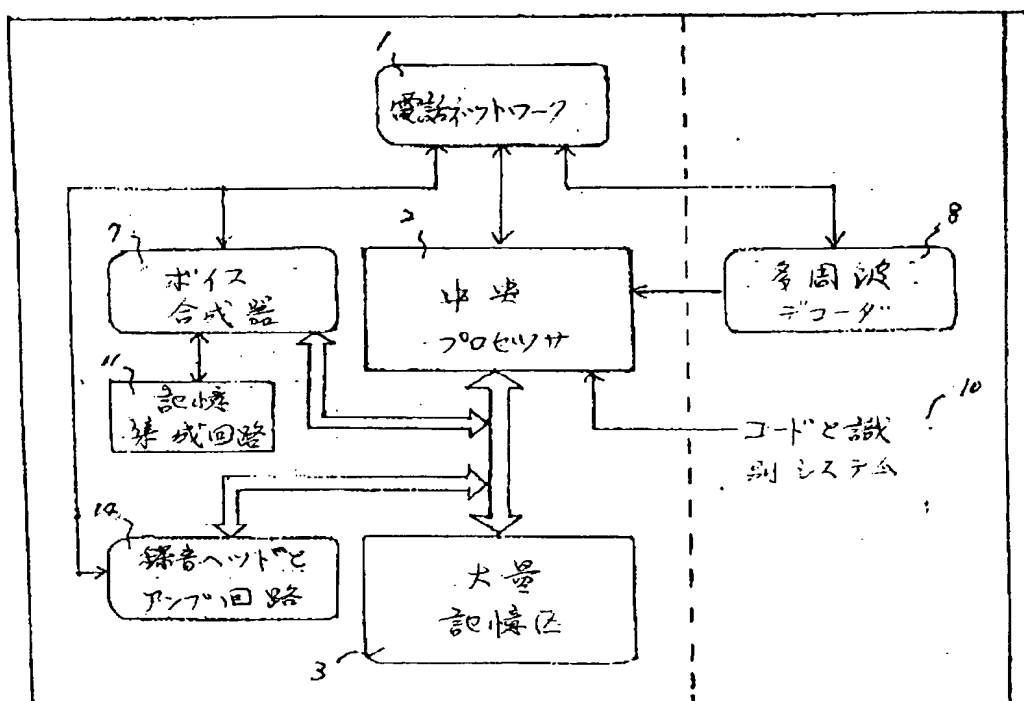 1
電話ネットワーク
2
中央
プロセッサ
7
ボイス
合成器
8
多周波
デコーダ
11
記憶
集成回路
10
コードと識
別システム
14
録音ヘッドと
アンプ回路
大量
記憶区
3